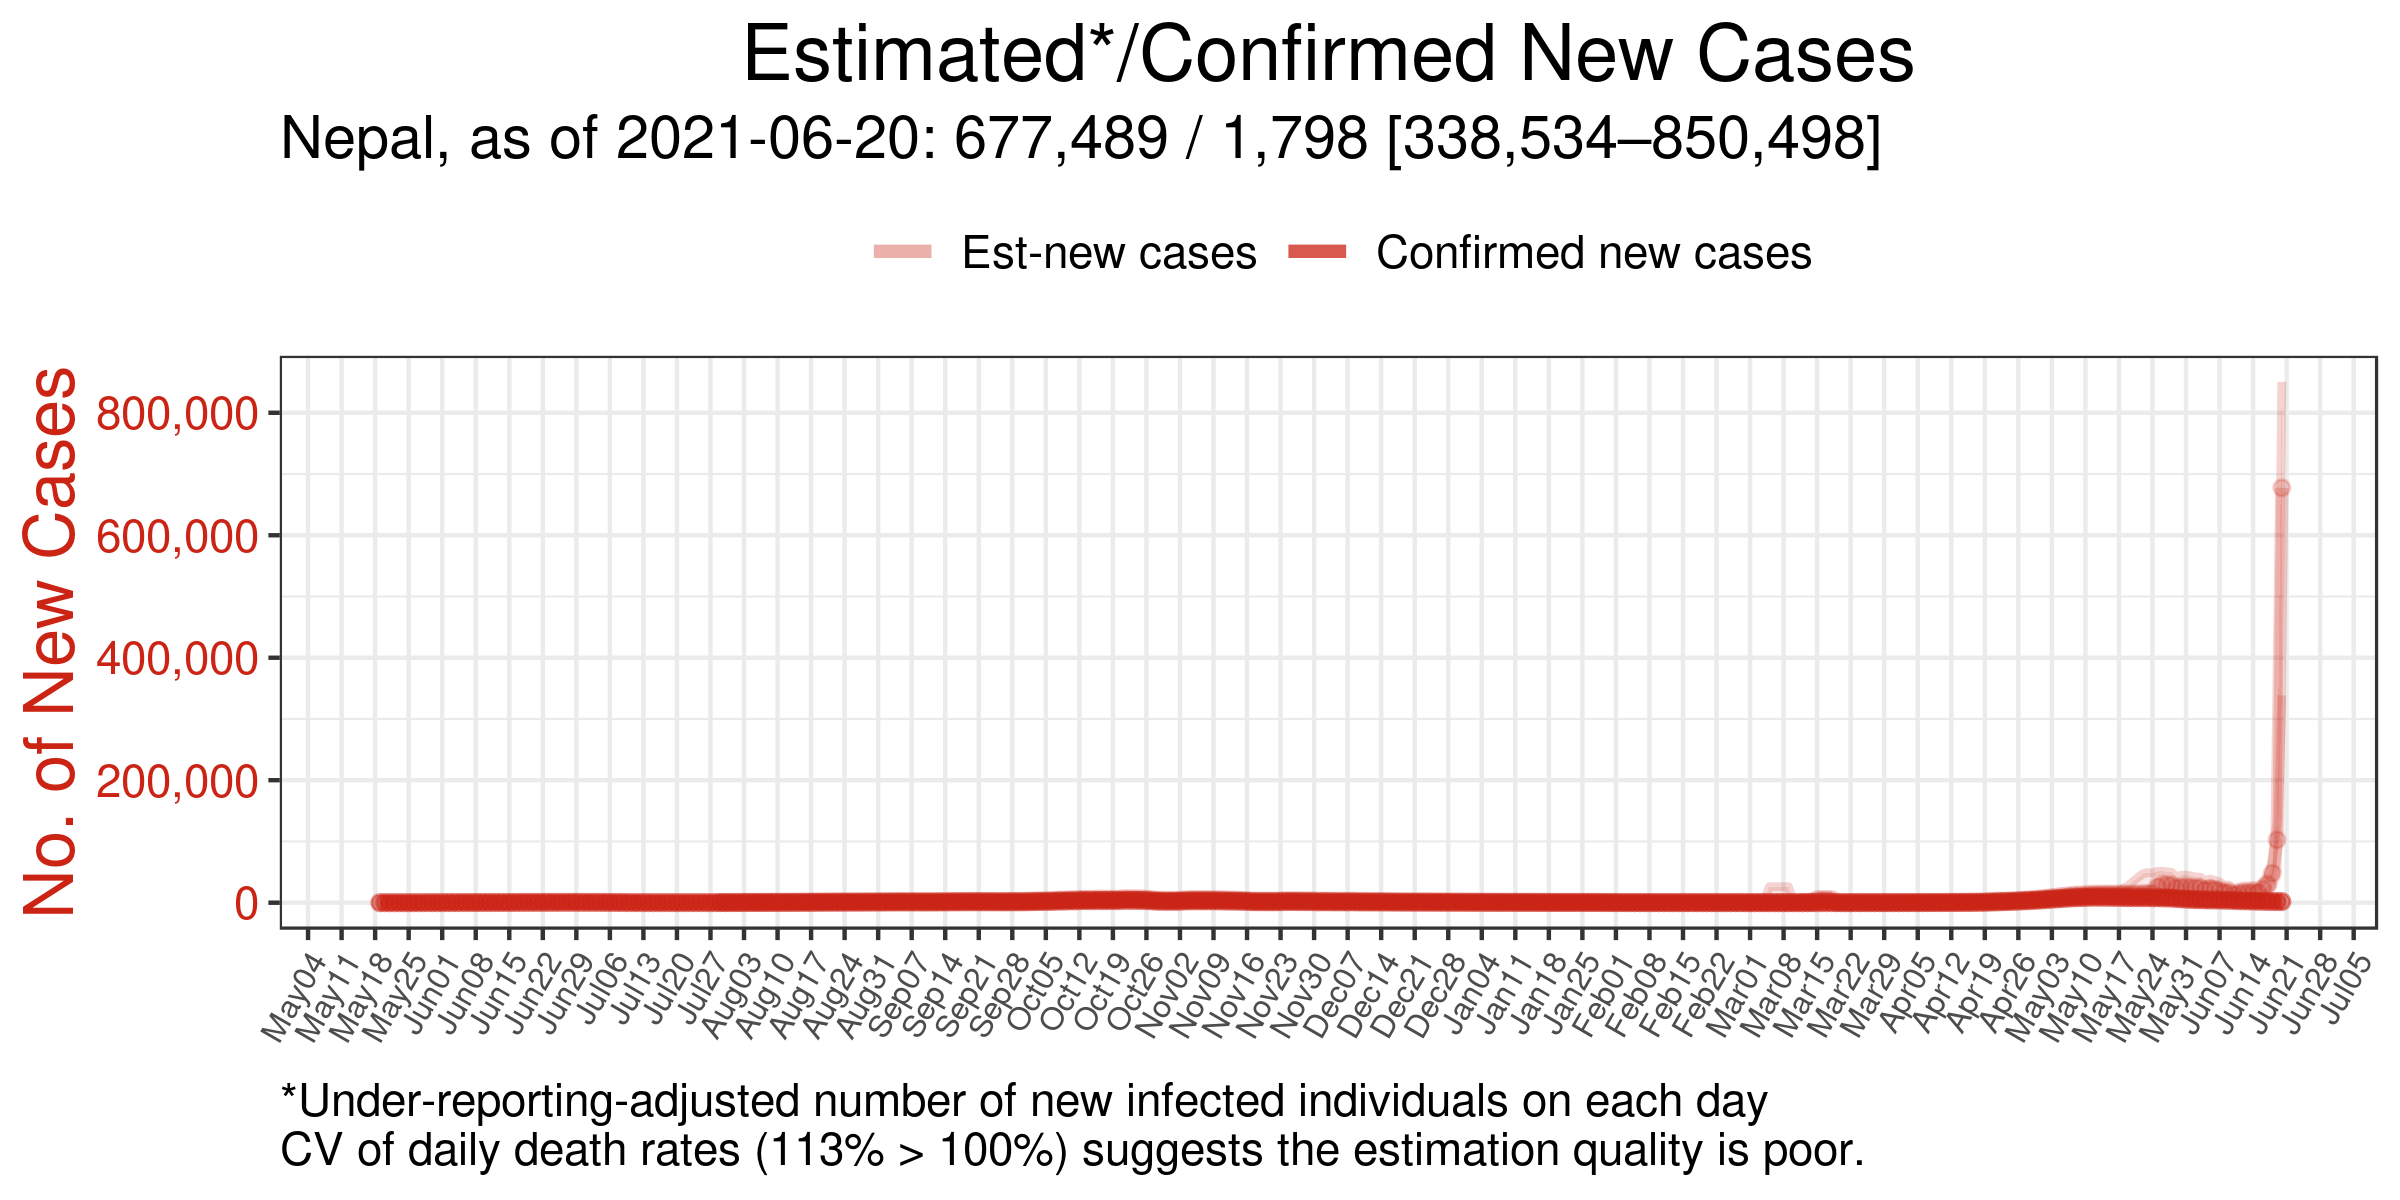 Estimated*/Confirmed New Cases
Nepal, as of 2021-06-20: 677,489 / 1,798 [338,534–850,498]
Est-new cases
Confirmed new cases
No. of New Cases
800,000
600,000
400,000
200,000
0
May04
May11
May18
May25
Jun01
Jun08
Jun15
Jun22
Jun29
Jul06
Jul13
Jul20
Jul27
Aug03
Aug10
Aug17
Aug24
Aug31
Sep07
Sep14
Sep21
Sep28
Oct05
Oct12
Oct19
Oct26
Nov02
Nov09
Nov16
Nov23
Nov30
Dec07
Dec14
Dec21
Dec28
Jan04
Jan11
Jan18
Jan25
Feb01
Feb08
Feb15
Feb22
Mar01
Mar08
Mar15
Mar22
Mar29
Apr05
Apr12
Apr19
Apr26
May03
May10
May17
May24
May31
Jun07
Jun14
Jun21
Jun28
Jul05
*Under-reporting-adjusted number of new infected individuals on each day
CV of daily death rates (113% > 100%) suggests the estimation quality is poor.